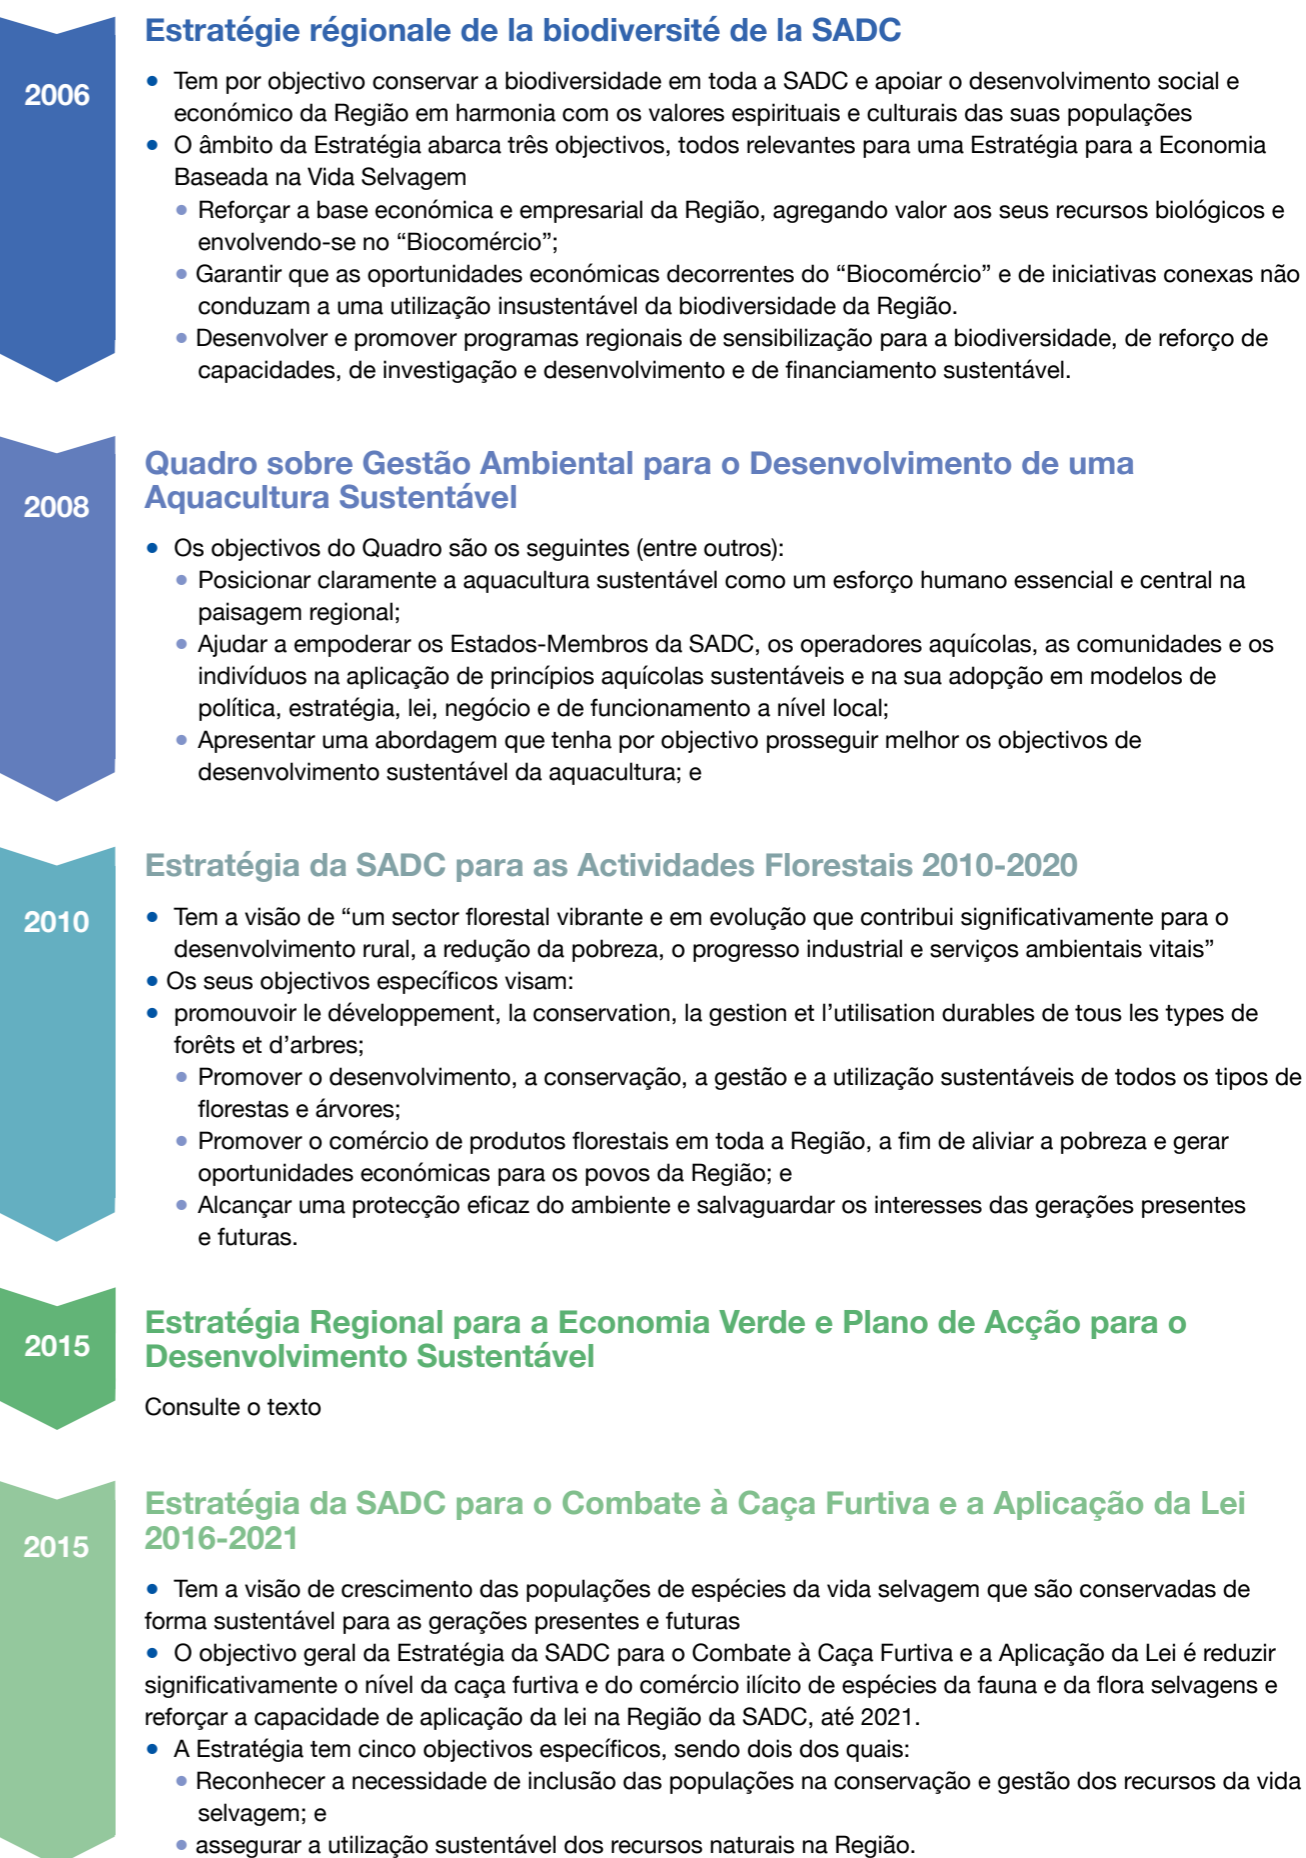 Estratégie régionale de la biodiversité de la SADC
2006
• Tem por objectivo conservar a biodiversidade em toda a SADC e apoiar o desenvolvimento social e
económico da Região em harmonia com os valores espirituais e culturais das suas populações
• O âmbito da Estratégia abarca três objectivos, todos relevantes para uma Estratégia para a Economia
Baseada na Vida Selvagem
• Reforçar a base económica e empresarial da Região, agregando valor aos seus recursos biológicos e
envolvendo-se no “Biocomércio”;
• Garantir que as oportunidades económicas decorrentes do “Biocomércio” e de iniciativas conexas não
conduzam a uma utilização insustentável da biodiversidade da Região.
• Desenvolver e promover programas regionais de sensibilização para a biodiversidade, de reforço de
capacidades, de investigação e desenvolvimento e de financiamento sustentável.
Quadro sobre Gestão Ambiental para o Desenvolvimento de uma
Aquacultura Sustentável
2008
• Os objectivos do Quadro são os seguintes (entre outros):
• Posicionar claramente a aquacultura sustentável como um esforço humano essencial e central na
paisagem regional;
• Ajudar a empoderar os Estados-Membros da SADC, os operadores aquícolas, as comunidades e os
indivíduos na aplicação de princípios aquícolas sustentáveis e na sua adopção em modelos de
política, estratégia, lei, negócio e de funcionamento a nível local;
• Apresentar uma abordagem que tenha por objectivo prosseguir melhor os objectivos de
desenvolvimento sustentável da aquacultura; e
Estratégia da SADC para as Actividades Florestais 2010-2020
2010
• Tem a visão de “um sector florestal vibrante e em evolução que contribui significativamente para o
desenvolvimento rural, a redução da pobreza, o progresso industrial e serviços ambientais vitais”
• Os seus objectivos específicos visam:
• promouvoir le développement, la conservation, la gestion et l’utilisation durables de tous les types de
forêts et d’arbres;
• Promover o desenvolvimento, a conservação, a gestão e a utilização sustentáveis de todos os tipos de
florestas e árvores;
• Promover o comércio de produtos florestais em toda a Região, a fim de aliviar a pobreza e gerar
oportunidades económicas para os povos da Região; e
• Alcançar uma protecção eficaz do ambiente e salvaguardar os interesses das gerações presentes
e futuras.
Estratégia Regional para a Economia Verde e Plano de Acção para o
Desenvolvimento Sustentável
2015
Consulte o texto
Estratégia da SADC para o Combate à Caça Furtiva e a Aplicação da Lei
2016-2021
2015
• Tem a visão de crescimento das populações de espécies da vida selvagem que são conservadas de
forma sustentável para as gerações presentes e futuras
• O objectivo geral da Estratégia da SADC para o Combate à Caça Furtiva e a Aplicação da Lei é reduzir
significativamente o nível da caça furtiva e do comércio ilícito de espécies da fauna e da flora selvagens e
reforçar a capacidade de aplicação da lei na Região da SADC, até 2021.
• A Estratégia tem cinco objectivos específicos, sendo dois dos quais:
• Reconhecer a necessidade de inclusão das populações na conservação e gestão dos recursos da vida
selvagem; e
• assegurar a utilização sustentável dos recursos naturais na Região.